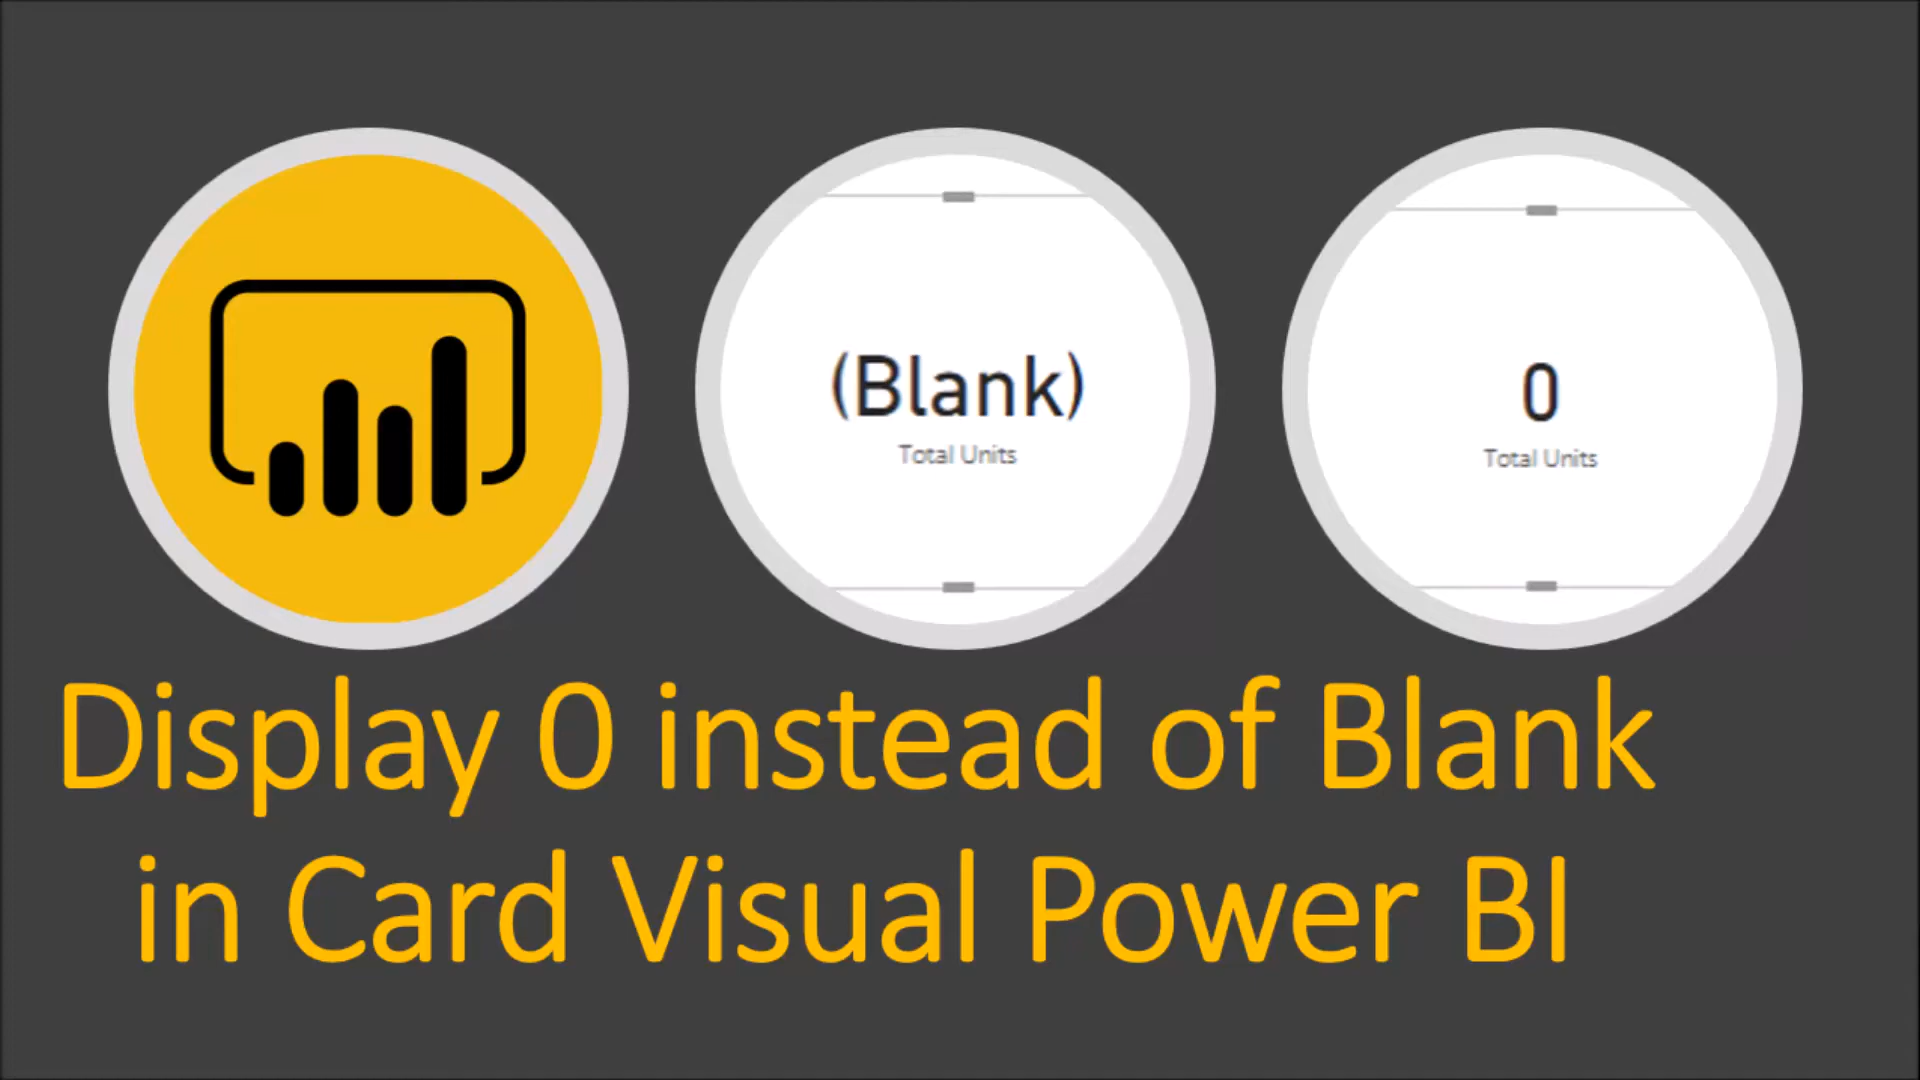 (Blank)
Total Units
0
Total Units
Display 0 instead of Blank
in Card Visual Power BI